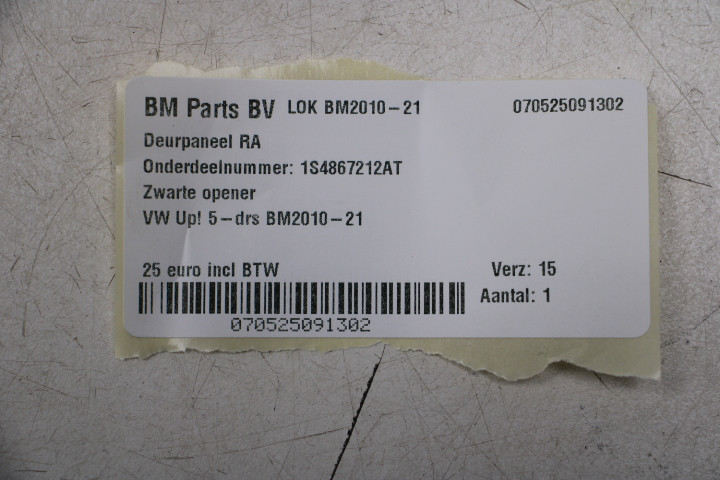 BM Parts BV LOK BM2010-21 070525091302
Deurpaneel RA
Onderdeelnummer: 1S4867212AT
Zwarte opener
VW Up! 5-drs BM2010-21
25 euro incl BTW Verz: 15
Aantal: 1
070525091302